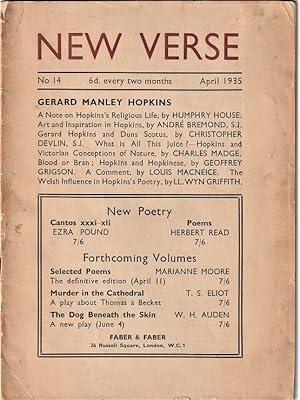 NEW VERSE
No 14 6d. every two months April 1935
GERARD MANLEY HOPKINS
A Note on Hopkins's Religious Life, by HUMPHRY HOUSE.
Art and Inspiration in Hopkins, by ANDRÉ BREMOND, S.J.
Gerard Hopkins and Duns Scotus, by CHRISTOPHER
DEVLIN, S.J. What is All This Juice?—Hopkins and
Victorian Conceptions of Nature, by CHARLES MADGE,
Blood or Bran; Hopkins and Hopkinese, by GEOFFREY
GRIGSON. A Comment, by LOUIS MACNEICE. The
Welsh Influence in Hopkins's Poetry, by LL. WYN GRIFFITH.
New Poetry
Cantos xxxi-xli Poems
EZRA POUND HERBERT READ
7/6 7/6
Forthcoming Volumes
Selected Poems MARIANNE MOORE
The definitive edition (April 11) 7/6
Murder in the Cathedral T. S. ELIOT
A play about Thomas à Becket 7/6
The Dog Beneath the Skin W. H. AUDEN
A new play (June 4) 7/6
FABER & FABER
24 Russell Square, London, W.C.1